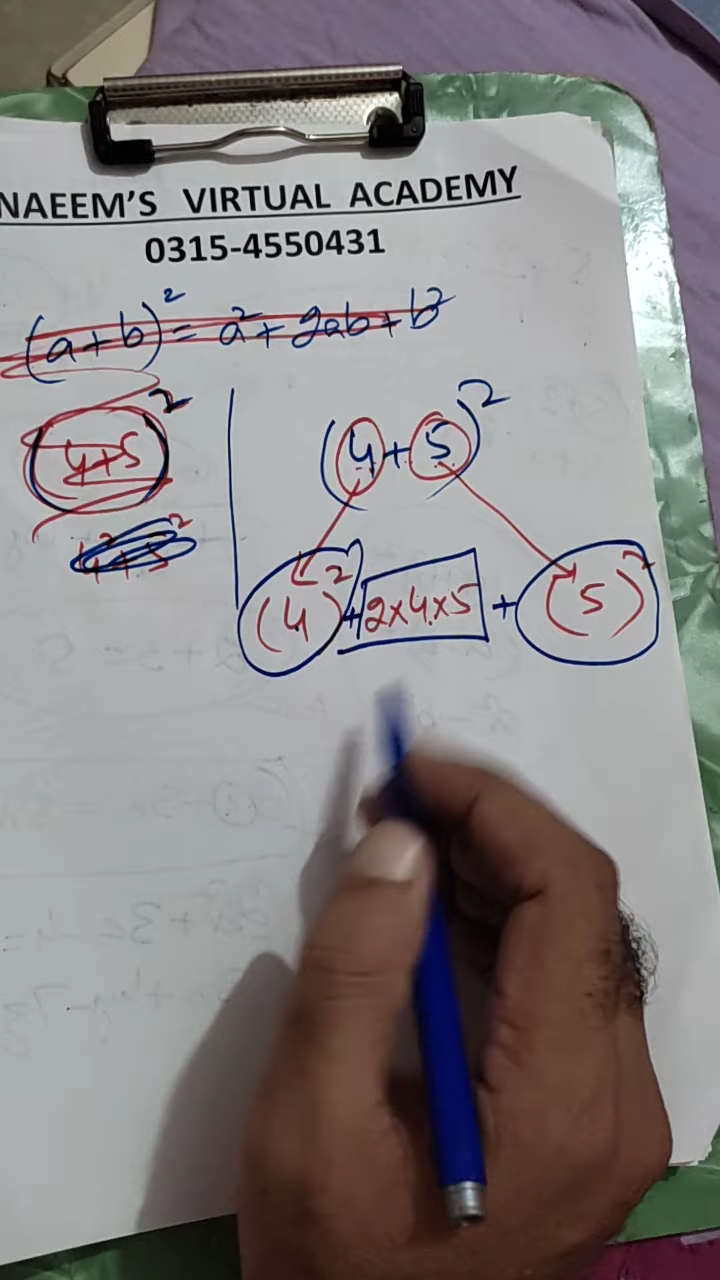 NAEEM'S VIRTUAL ACADEMY
0315-4550431
(a+b)² = a² + 2ab + b²
(4+5)²
(4+5)²
(4)² + 2×4×5 + (5)²